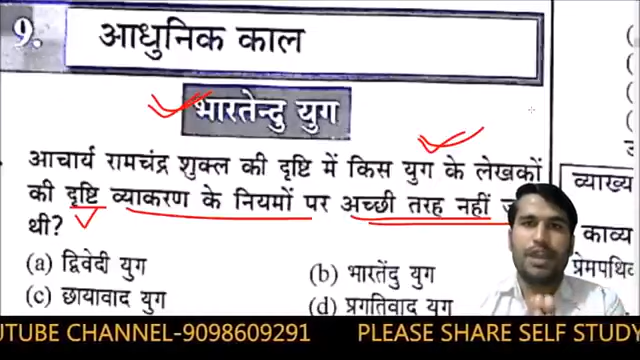 9. आधुनिक काल
भारतेन्दु युग
आचार्य रामचंद्र शुक्ल की दृष्टि में किस युग के लेखकों
की दृष्टि व्याकरण के नियमों पर अच्छी तरह नहीं
थी?
(a) द्विवेदी युग
(b) भारतेंदु युग
(c) छायावाद युग
(d) प्रगतिवाद युग
व्याख्य
काव्य
प्रेमपथि
UTUBE CHANNEL-9098609291 PLEASE SHARE SELF STUDY